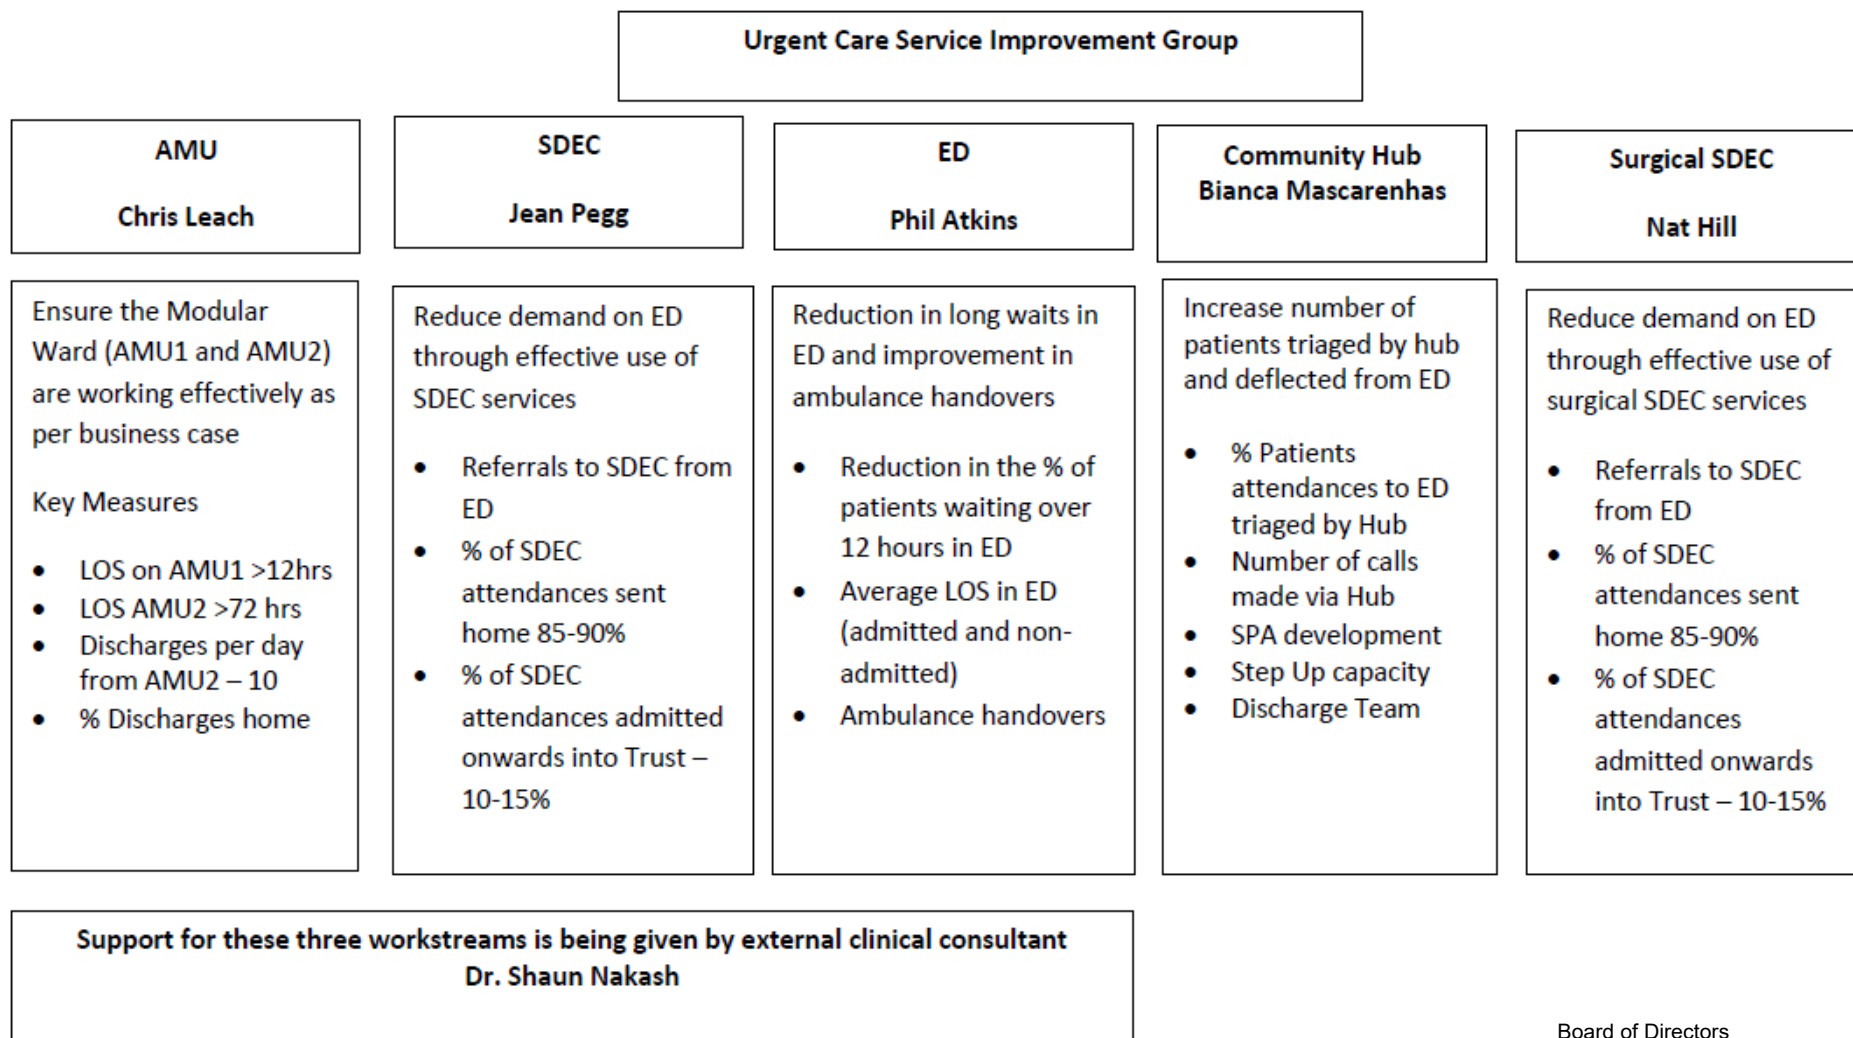 Urgent Care Service Improvement Group
AMU
Chris Leach
SDEC
Jean Pegg
ED
Phil Atkins
Community Hub
Bianca Mascarenhas
Surgical SDEC
Nat Hill
Ensure the Modular
Ward (AMU1 and AMU2)
are working effectively as
per business case
Key Measures
• LOS on AMU1 >12hrs
• LOS AMU2 >72 hrs
• Discharges per day
from AMU2 – 10
• % Discharges home
Reduce demand on ED
through effective use of
SDEC services
• Referrals to SDEC from
ED
• % of SDEC
attendances sent
home 85-90%
• % of SDEC
attendances admitted
onwards into Trust –
10-15%
Reduction in long waits in
ED and improvement in
ambulance handovers
• Reduction in the % of
patients waiting over
12 hours in ED
• Average LOS in ED
(admitted and non-
admitted)
• Ambulance handovers
Increase number of
patients triaged by hub
and deflected from ED
• % Patients
attendances to ED
triaged by Hub
• Number of calls
made via Hub
• SPA development
• Step Up capacity
• Discharge Team
Reduce demand on ED
through effective use of
surgical SDEC services
• Referrals to SDEC
from ED
• % of SDEC
attendances sent
home 85-90%
• % of SDEC
attendances
admitted onwards
into Trust – 10-15%
Support for these three workstreams is being given by external clinical consultant
Dr. Shaun Nakash
Board of Directors